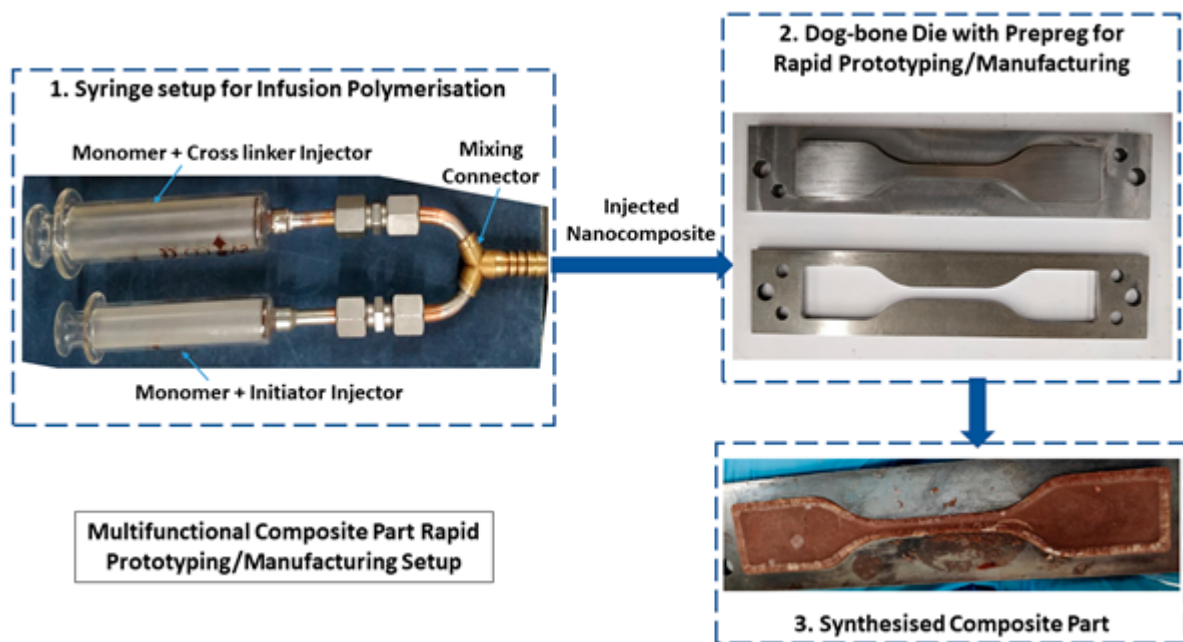 1. Syringe setup for Infusion Polymerisation
Monomer + Cross linker Injector
Mixing
Connector
Monomer + Initiator Injector
Injected
Nanocomposite
2. Dog-bone Die with Prepreg for
Rapid Prototyping/Manufacturing
3. Synthesised Composite Part
Multifunctional Composite Part Rapid
Prototyping/Manufacturing Setup